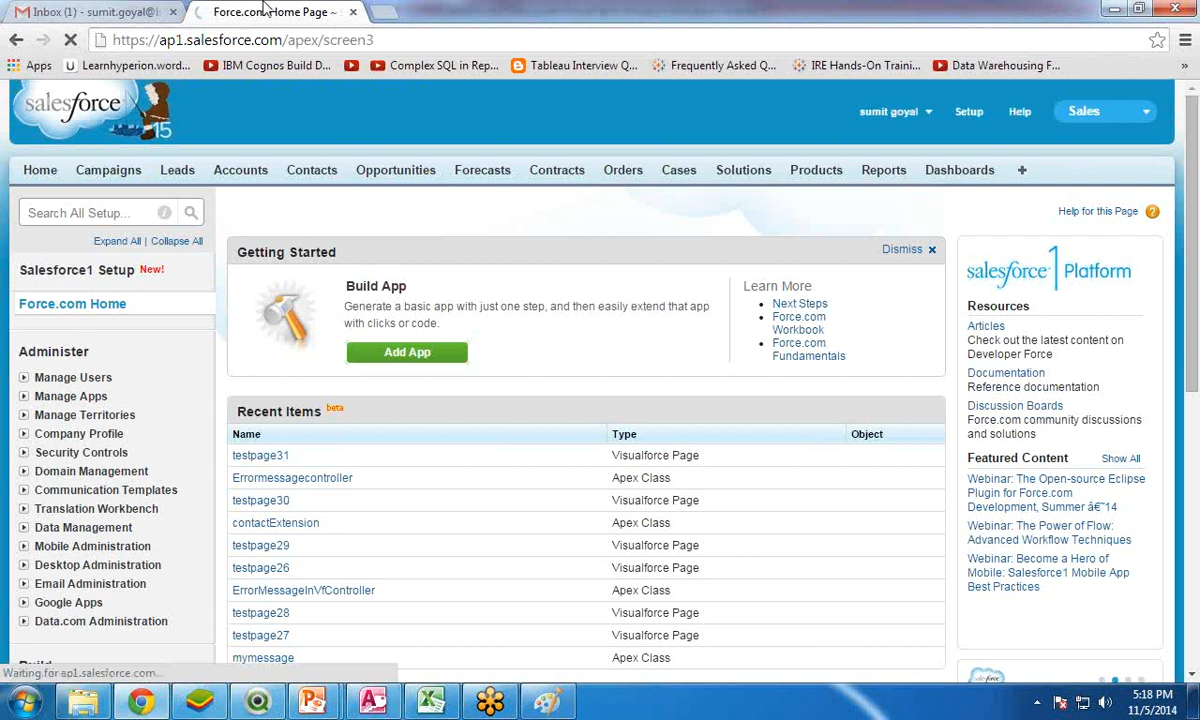 Inbox (1) - sumit.goyal@i
Force.com Home Page ~
https://ap1.salesforce.com/apex/screen3
Apps
Learnhyperion.word...
IBM Cognos Build D...
Complex SQL in Rep...
Tableau Interview Q...
Frequently Asked Q...
IRE Hands-On Traini...
Data Warehousing F...
»
salesforce
15
sumit goyal
Setup
Help
Sales
Home
Campaigns
Leads
Accounts
Contacts
Opportunities
Forecasts
Contracts
Orders
Cases
Solutions
Products
Reports
Dashboards
+
Search All Setup...
Expand All | Collapse All
Salesforce1 Setup New!
Force.com Home
Administer
Manage Users
Manage Apps
Manage Territories
Company Profile
Security Controls
Domain Management
Communication Templates
Translation Workbench
Data Management
Mobile Administration
Desktop Administration
Email Administration
Google Apps
Data.com Administration
Build
Help for this Page
Getting Started
Dismiss
Build App
Generate a basic app with just one step, and then easily extend that app
with clicks or code.
Add App
Learn More
Next Steps
Force.com
Workbook
Force.com
Fundamentals
Recent Items beta
Name Type Object
testpage31 Visualforce Page
Errormessagecontroller Apex Class
testpage30 Visualforce Page
contactExtension Apex Class
testpage29 Visualforce Page
testpage26 Visualforce Page
ErrorMessageInVfController Apex Class
testpage28 Visualforce Page
testpage27 Visualforce Page
mymessage Apex Class
salesforce1 Platform
Resources
Articles
Check out the latest content on
Developer Force
Documentation
Reference documentation
Discussion Boards
Force.com community discussions
and solutions
Featured Content
Show All
Webinar: The Open-source Eclipse
Plugin for Force.com
Development, Summer â€˜14
Webinar: The Power of Flow:
Advanced Workflow Techniques
Webinar: Become a Hero of
Mobile: Salesforce1 Mobile App
Best Practices
Waiting for ap1.salesforce.com...
5:18 PM
11/5/2014